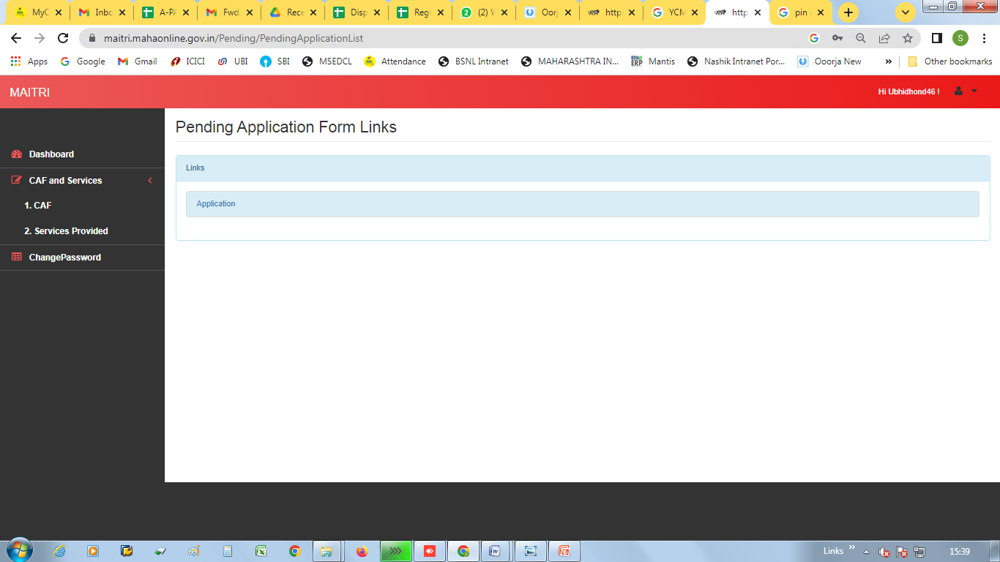 MyC
Inbo
A-PA
Fwd:
Rece
Disp
Regi
(2) W
Oorj
http
YCM
http
pin
maitri.mahaonline.gov.in/Pending/PendingApplicationList
S
Apps
Google
Gmail
ICICI
UBI
SBI
MSEDCL
Attendance
BSNL Intranet
MAHARASHTRA IN...
BSNL ERP
Mantis
Nashik Intranet Por...
Ooorja New
»
Other bookmarks
MAITRI
Hi Ubhidhond46 !
Pending Application Form Links
Dashboard
CAF and Services
1. CAF
2. Services Provided
ChangePassword
Links
Application
Links
15:39